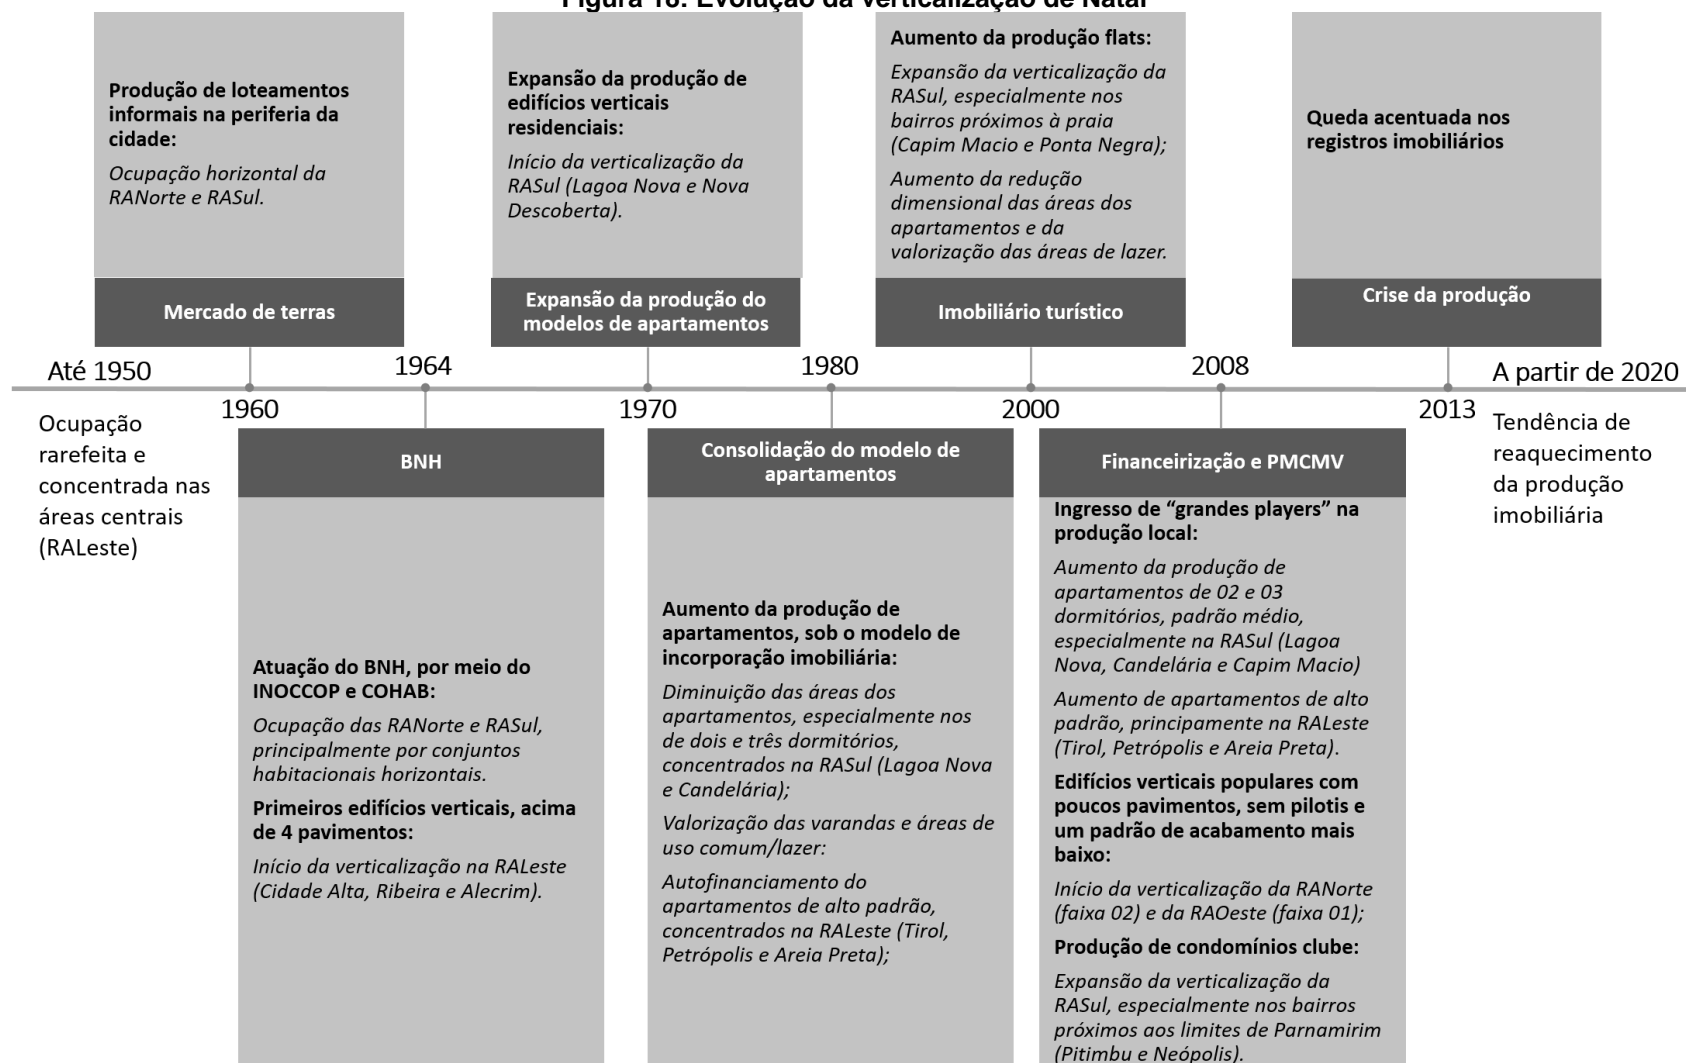 Figura 18: Evolução da verticalização de Natal
Produção de loteamentos
informais na periferia da
cidade:
Ocupação horizontal da
RANorte e RASul.
Mercado de terras
Expansão da produção de
edifícios verticais
residenciais:
Início da verticalização da
RASul (Lagoa Nova e Nova
Descoberta).
Expansão da produção do
modelos de apartamentos
Aumento da produção flats:
Expansão da verticalização da
RASul, especialmente nos
bairros próximos à praia
(Capim Macio e Ponta Negra);
Aumento da redução
dimensional das áreas dos
apartamentos e da
valorização das áreas de lazer.
Imobiliário turístico
Queda acentuada nos
registros imobiliários
Crise da produção
Até 1950
1964
1980
2008
A partir de 2020
1960
1970
2000
2013
Ocupação
rarefeita e
concentrada nas
áreas centrais
(RALeste)
BNH
Atuação do BNH, por meio do
INOCCOP e COHAB:
Ocupação das RANorte e RASul,
principalmente por conjuntos
habitacionais horizontais.
Primeiros edifícios verticais, acima
de 4 pavimentos:
Início da verticalização na RALeste
(Cidade Alta, Ribeira e Alecrim).
Consolidação do modelo de
apartamentos
Aumento da produção de
apartamentos, sob o modelo de
incorporação imobiliária:
Diminuição das áreas dos
apartamentos, especialmente nos
de dois e três dormitórios,
concentrados na RASul (Lagoa Nova
e Candelária);
Valorização das varandas e áreas de
uso comum/lazer:
Autofinanciamento do
apartamentos de alto padrão,
concentrados na RALeste (Tirol,
Petrópolis e Areia Preta);
Financeirização e PMCMV
Ingresso de “grandes players” na
produção local:
Aumento da produção de
apartamentos de 02 e 03
dormitórios, padrão médio,
especialmente na RASul (Lagoa
Nova, Candelária e Capim Macio)
Aumento de apartamentos de alto
padrão, principamente na RALeste
(Tirol, Petrópolis e Areia Preta).
Edifícios verticais populares com
poucos pavimentos, sem pilotis e
um padrão de acabamento mais
baixo:
Início da verticalização da RANorte
(faixa 02) e da RAOeste (faixa 01);
Produção de condomínios clube:
Expansão da verticalização da
RASul, especialmente nos bairros
próximos aos limites de Parnamirim
(Pitimbu e Neópolis).
Tendência de
reaquecimento
da produção
imobiliária